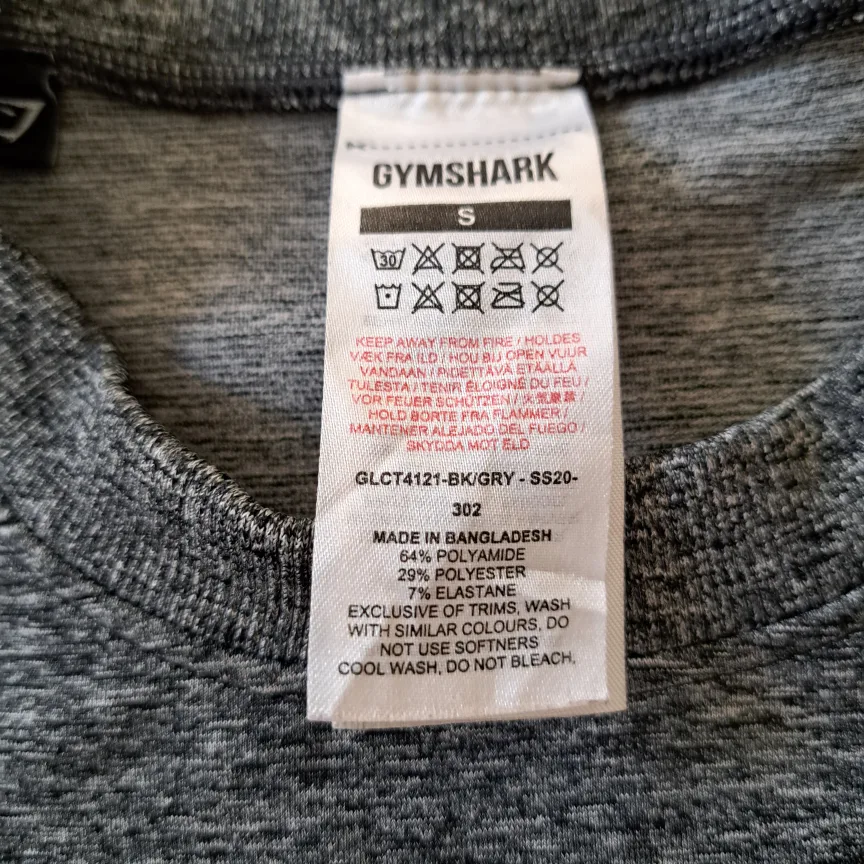 GYMSHARK
S
30
KEEP AWAY FROM FIRE / HOLDES
VÆK FRA ILD / HOU BIJ OPEN VUUR
VANDAAN / PIDETTÄVÄ ETÄÄLLÄ
TULESTA / TENIR ÉLOIGNÉ DU FEU /
VOR FEUER SCHÜTZEN / 火気厳禁
HOLD BORTE FRA FLAMMER /
MANTENER ALEJADO DEL FUEGO /
SKYDDA MOT ELD
GLCT4121-BK/GRY - SS20-
302
MADE IN BANGLADESH
64% POLYAMIDE
29% POLYESTER
7% ELASTANE
EXCLUSIVE OF TRIMS, WASH
WITH SIMILAR COLOURS, DO
NOT USE SOFTNERS
COOL WASH, DO NOT BLEACH,